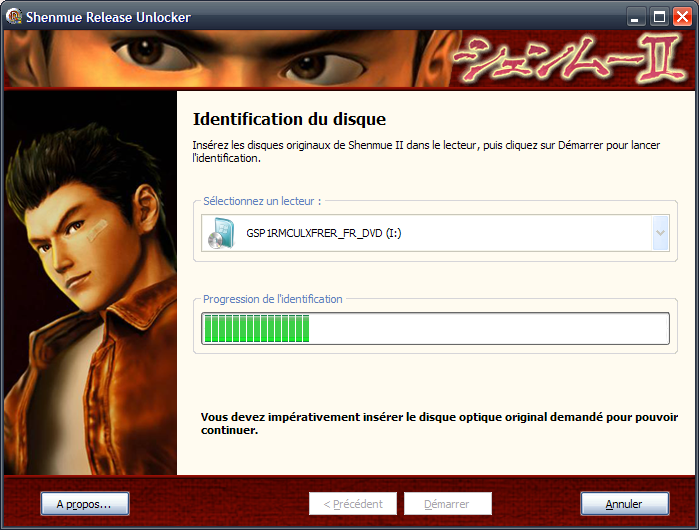 Shenmue Release Unlocker
シェンムーII
Identification du disque
Insérez les disques originaux de Shenmue II dans le lecteur, puis cliquez sur Démarrer pour lancer
l'identification.
Sélectionnez un lecteur :
GSP1RMCULXFRER_FR_DVD (I:)
Progression de l'identification
Vous devez impérativement insérer le disque optique original demandé pour pouvoir
continuer.
A propos...
< Précédent
Démarrer
Annuler